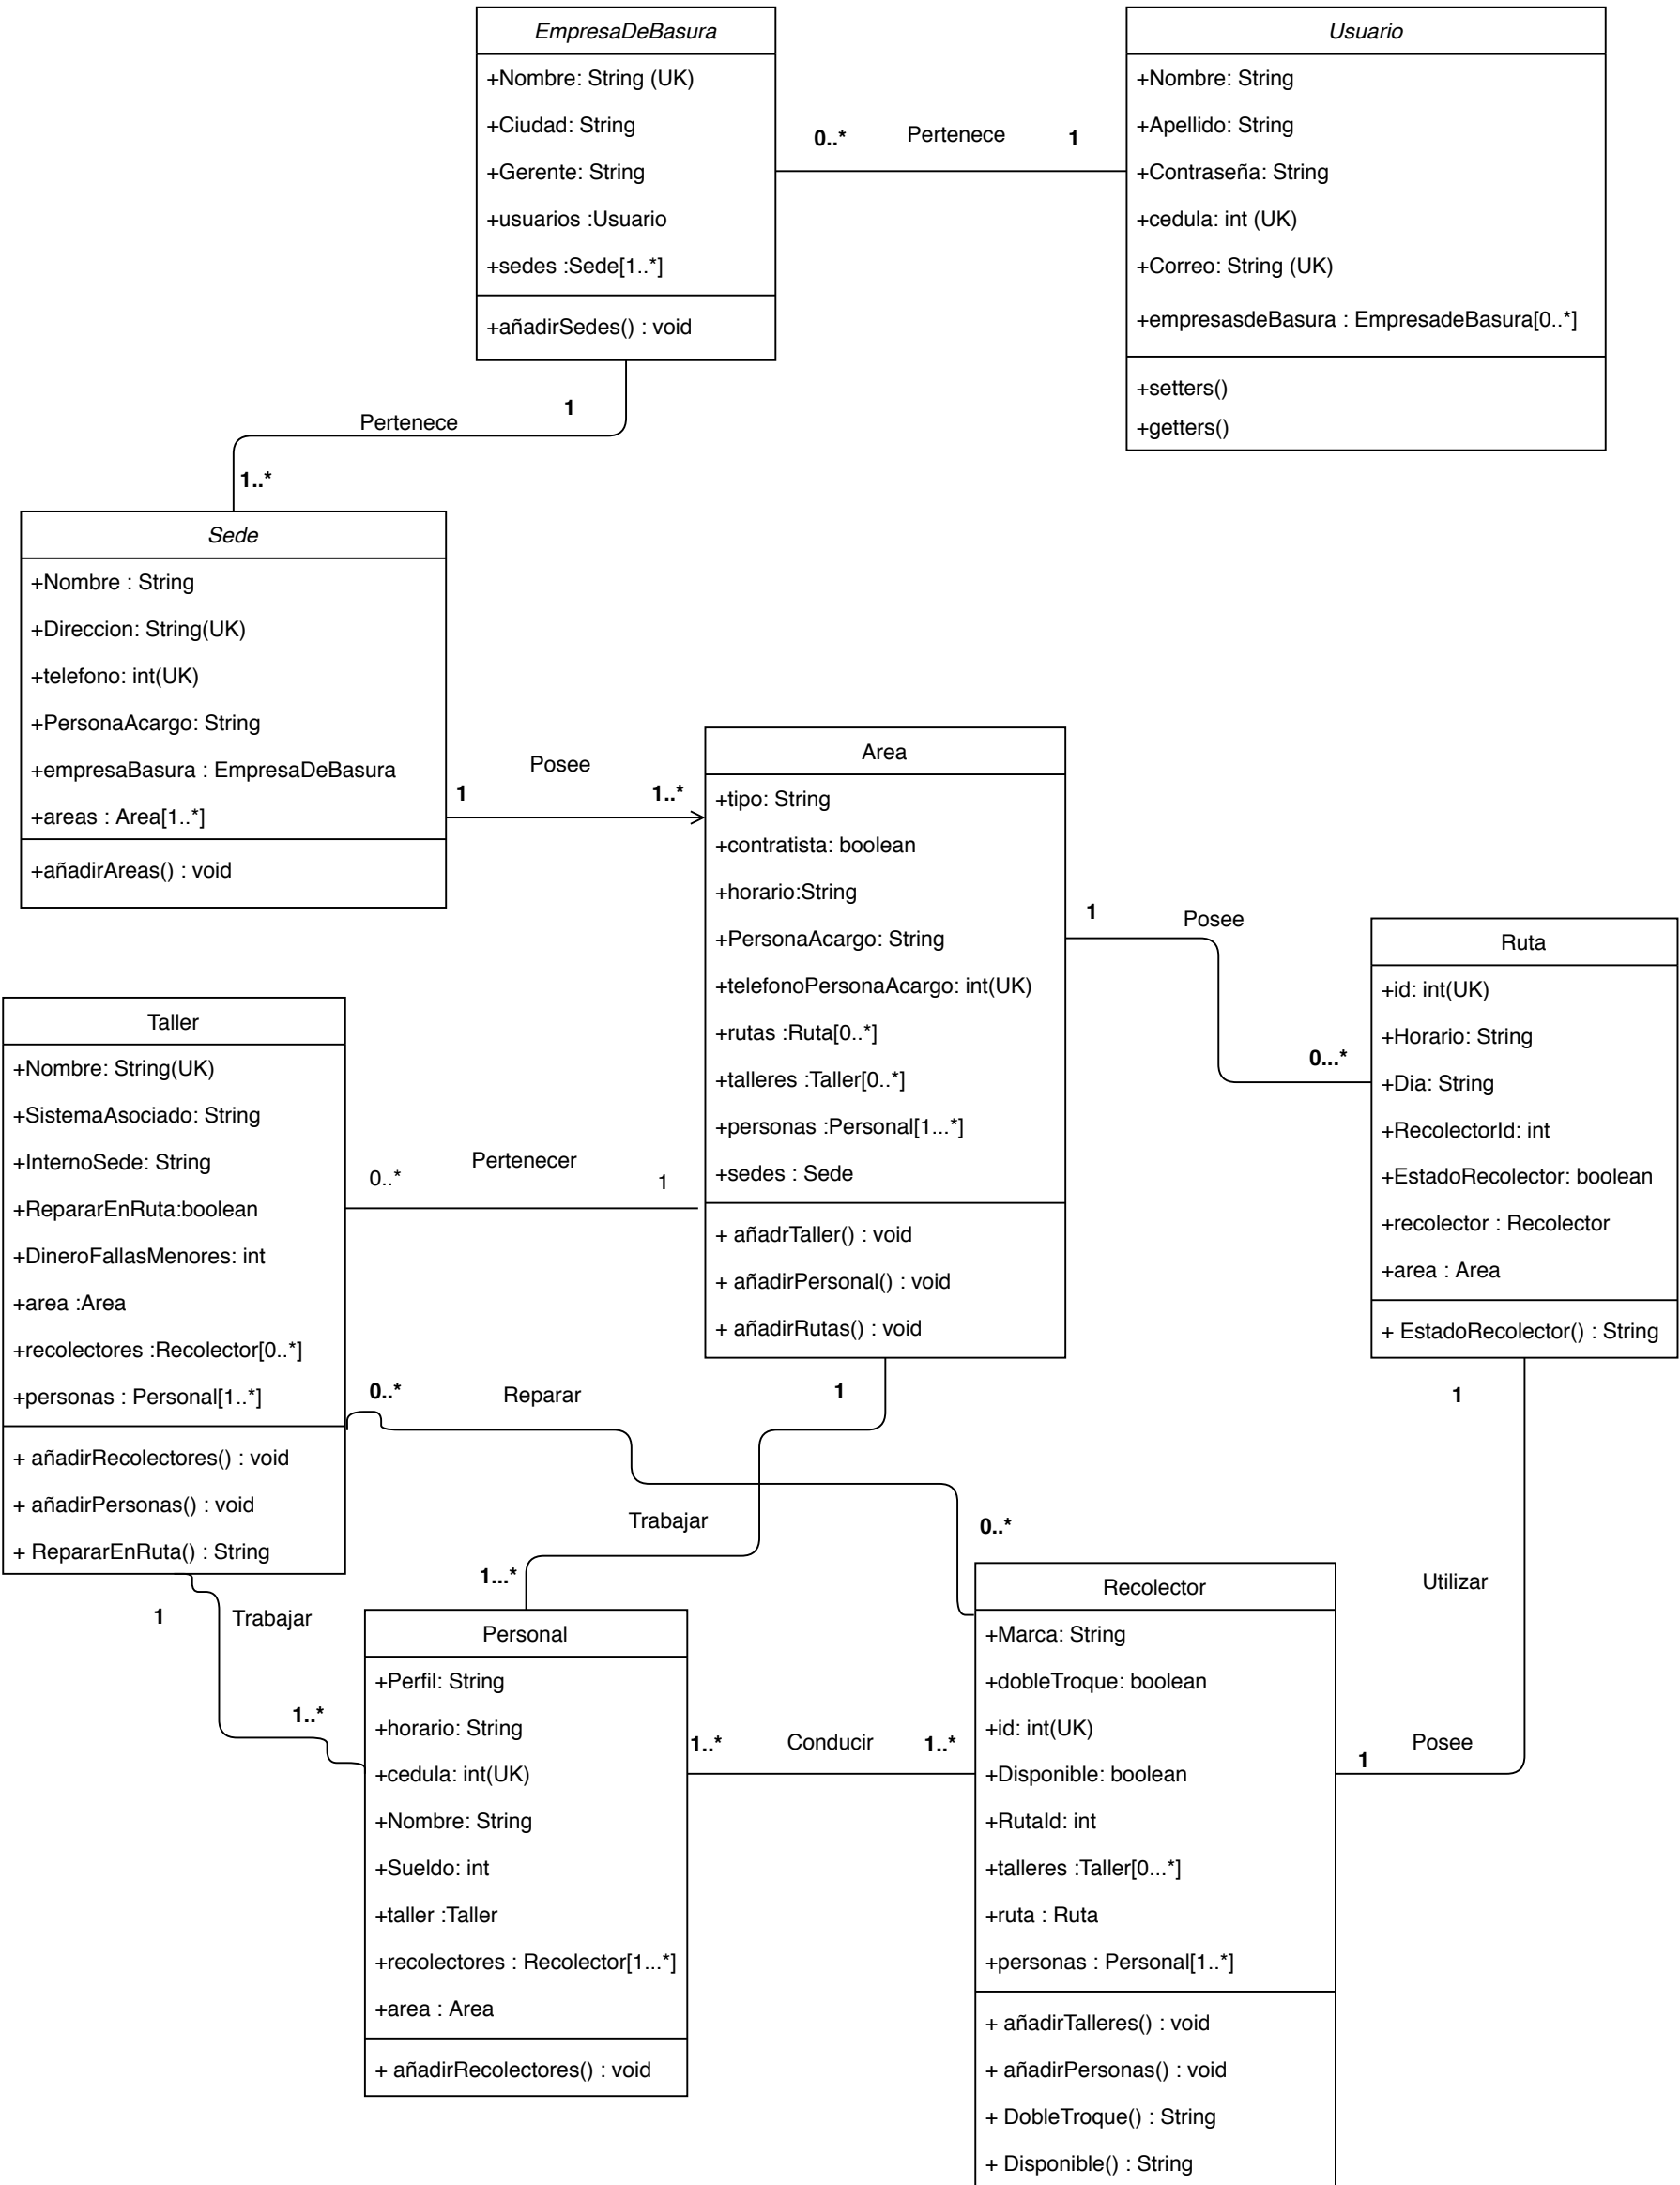 EmpresaDeBasura
+Nombre: String (UK)
+Ciudad: String
+Gerente: String
+usuarios :Usuario
+sedes :Sede[1..*]
+añadirSedes() : void
0..*
Pertenece
1
Usuario
+Nombre: String
+Apellido: String
+Contraseña: String
+cedula: int (UK)
+Correo: String (UK)
+empresasdeBasura : EmpresadeBasura[0..*]
+setters()
+getters()
1
Pertenece
1..*
Sede
+Nombre : String
+Direccion: String(UK)
+telefono: int(UK)
+PersonaAcargo: String
+empresaBasura : EmpresaDeBasura
+areas : Area[1..*]
+añadirAreas() : void
1
Posee
1..*
Area
+tipo: String
+contratista: boolean
+horario:String
+PersonaAcargo: String
+telefonoPersonaAcargo: int(UK)
+rutas :Ruta[0..*]
+talleres :Taller[0..*]
+personas :Personal[1...*]
+sedes : Sede
+ añadrTaller() : void
+ añadirPersonal() : void
+ añadirRutas() : void
1
Posee
0...*
Ruta
+id: int(UK)
+Horario: String
+Dia: String
+RecolectorId: int
+EstadoRecolector: boolean
+recolector : Recolector
+area : Area
+ EstadoRecolector() : String
Taller
+Nombre: String(UK)
+SistemaAsociado: String
+InternoSede: String
+RepararEnRuta:boolean
+DineroFallasMenores: int
+area :Area
+recolectores :Recolector[0..*]
+personas : Personal[1..*]
+ añadirRecolectores() : void
+ añadirPersonas() : void
+ RepararEnRuta() : String
0..*
Pertenecer
1
0..*
Reparar
0..*
1
Trabajar
1...*
1
Trabajar
1..*
Personal
+Perfil: String
+horario: String
+cedula: int(UK)
+Nombre: String
+Sueldo: int
+taller :Taller
+recolectores : Recolector[1...*]
+area : Area
+ añadirRecolectores() : void
1..*
Conducir
1..*
Recolector
+Marca: String
+dobleTroque: boolean
+id: int(UK)
+Disponible: boolean
+RutaId: int
+talleres :Taller[0...*]
+ruta : Ruta
+personas : Personal[1..*]
+ añadirTalleres() : void
+ añadirPersonas() : void
+ DobleTroque() : String
+ Disponible() : String
1
Utilizar
1
Posee